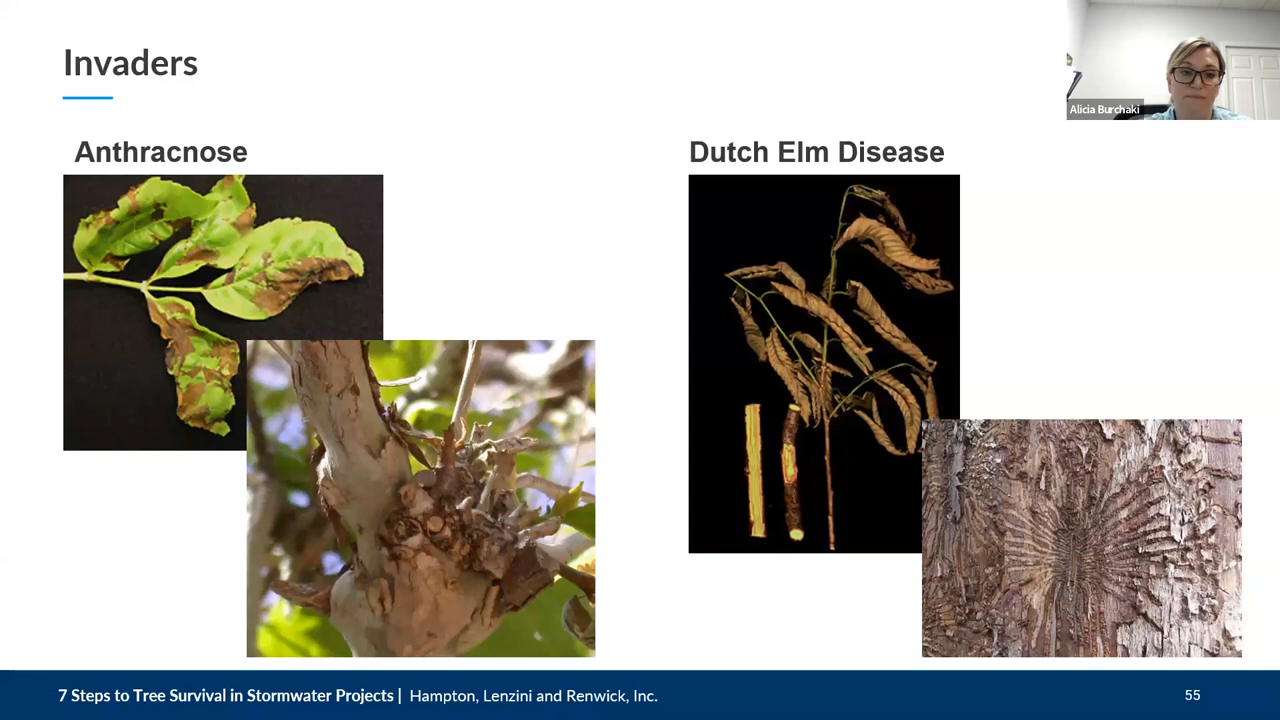 Invaders
Alicia Burchaki
Anthracnose
Dutch Elm Disease
7 Steps to Tree Survival in Stormwater Projects | Hampton, Lenzini and Renwick, Inc.
55